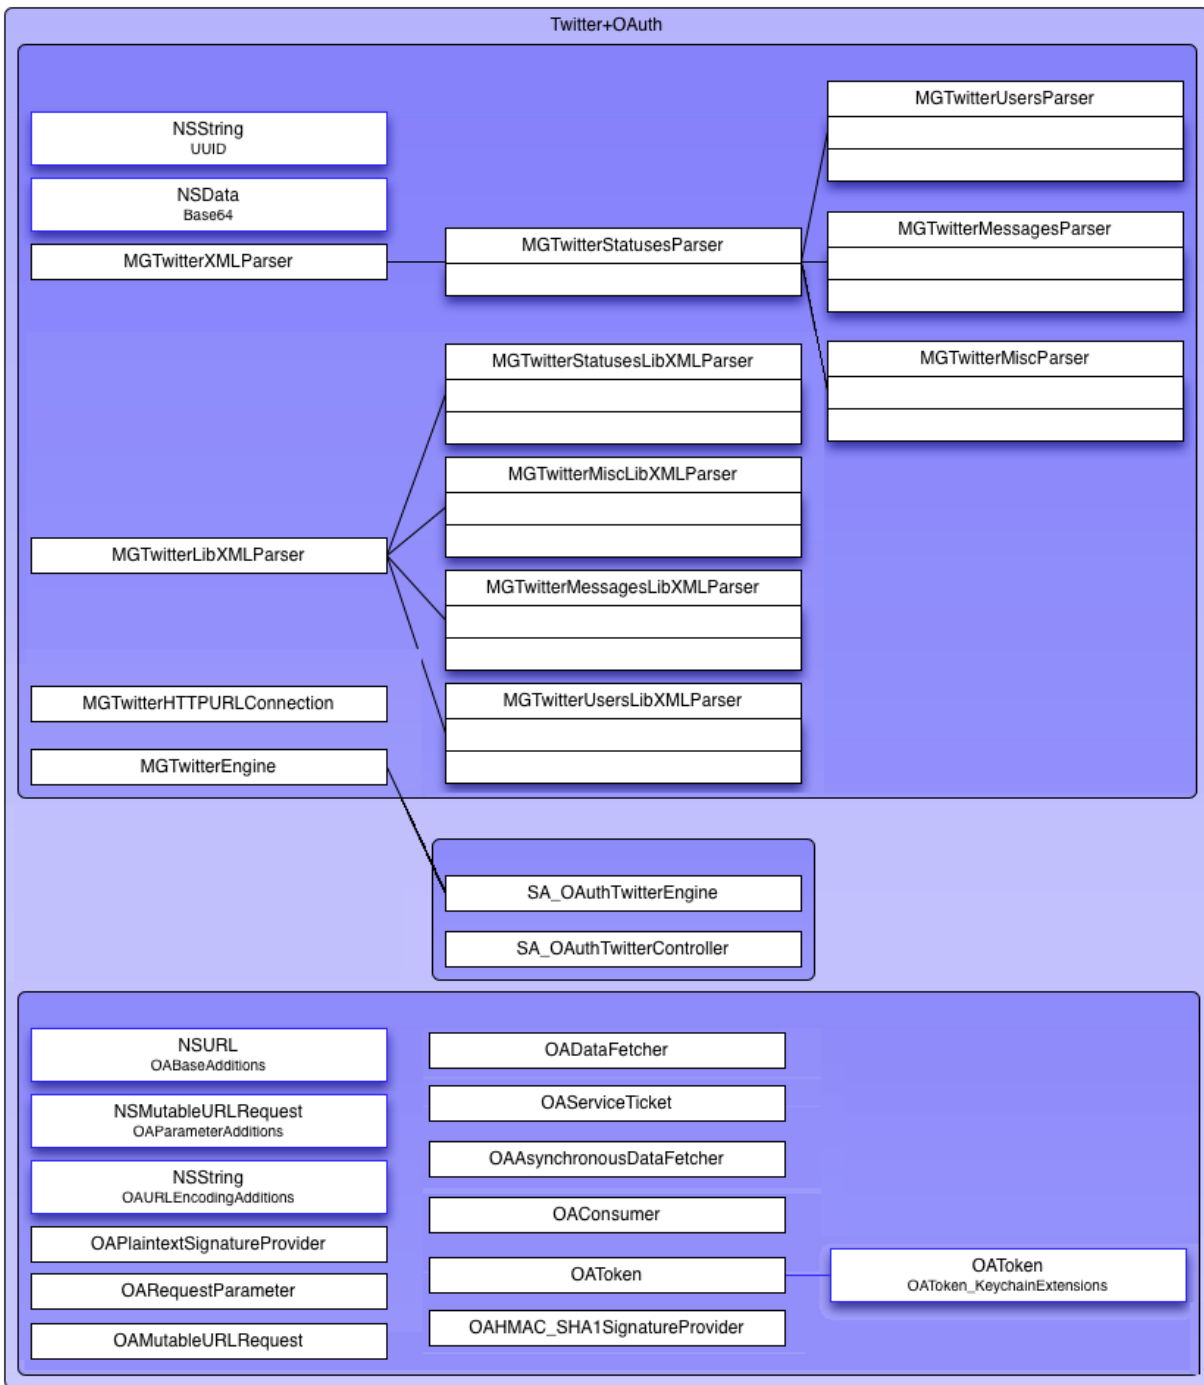 Twitter+OAuth
NSString
UUID
NSData
Base64
MGTwitterXMLParser
MGTwitterStatusesParser
MGTwitterUsersParser
MGTwitterMessagesParser
MGTwitterMiscParser
MGTwitterLibXMLParser
MGTwitterStatusesLibXMLParser
MGTwitterMiscLibXMLParser
MGTwitterMessagesLibXMLParser
MGTwitterUsersLibXMLParser
MGTwitterHTTPURLConnection
MGTwitterEngine
SA_OAuthTwitterEngine
SA_OAuthTwitterController
NSURL
OABaseAdditions
NSMutableURLRequest
OAParameterAdditions
NSString
OAURLEncodingAdditions
OAPlaintextSignatureProvider
OARequestParameter
OAMutableURLRequest
OADataFetcher
OAServiceTicket
OAAsynchronousDataFetcher
OAConsumer
OAToken
OAHMAC_SHA1SignatureProvider
OAToken
OAToken_KeychainExtensions